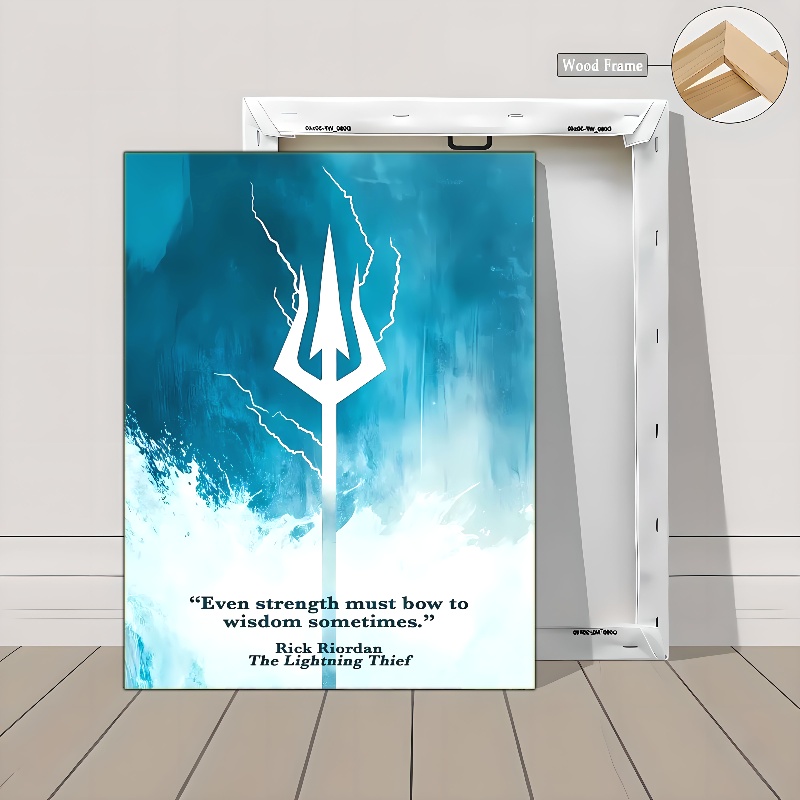 Wood Frame
“Even strength must bow to
wisdom sometimes.”
Rick Riordan
The Lightning Thief